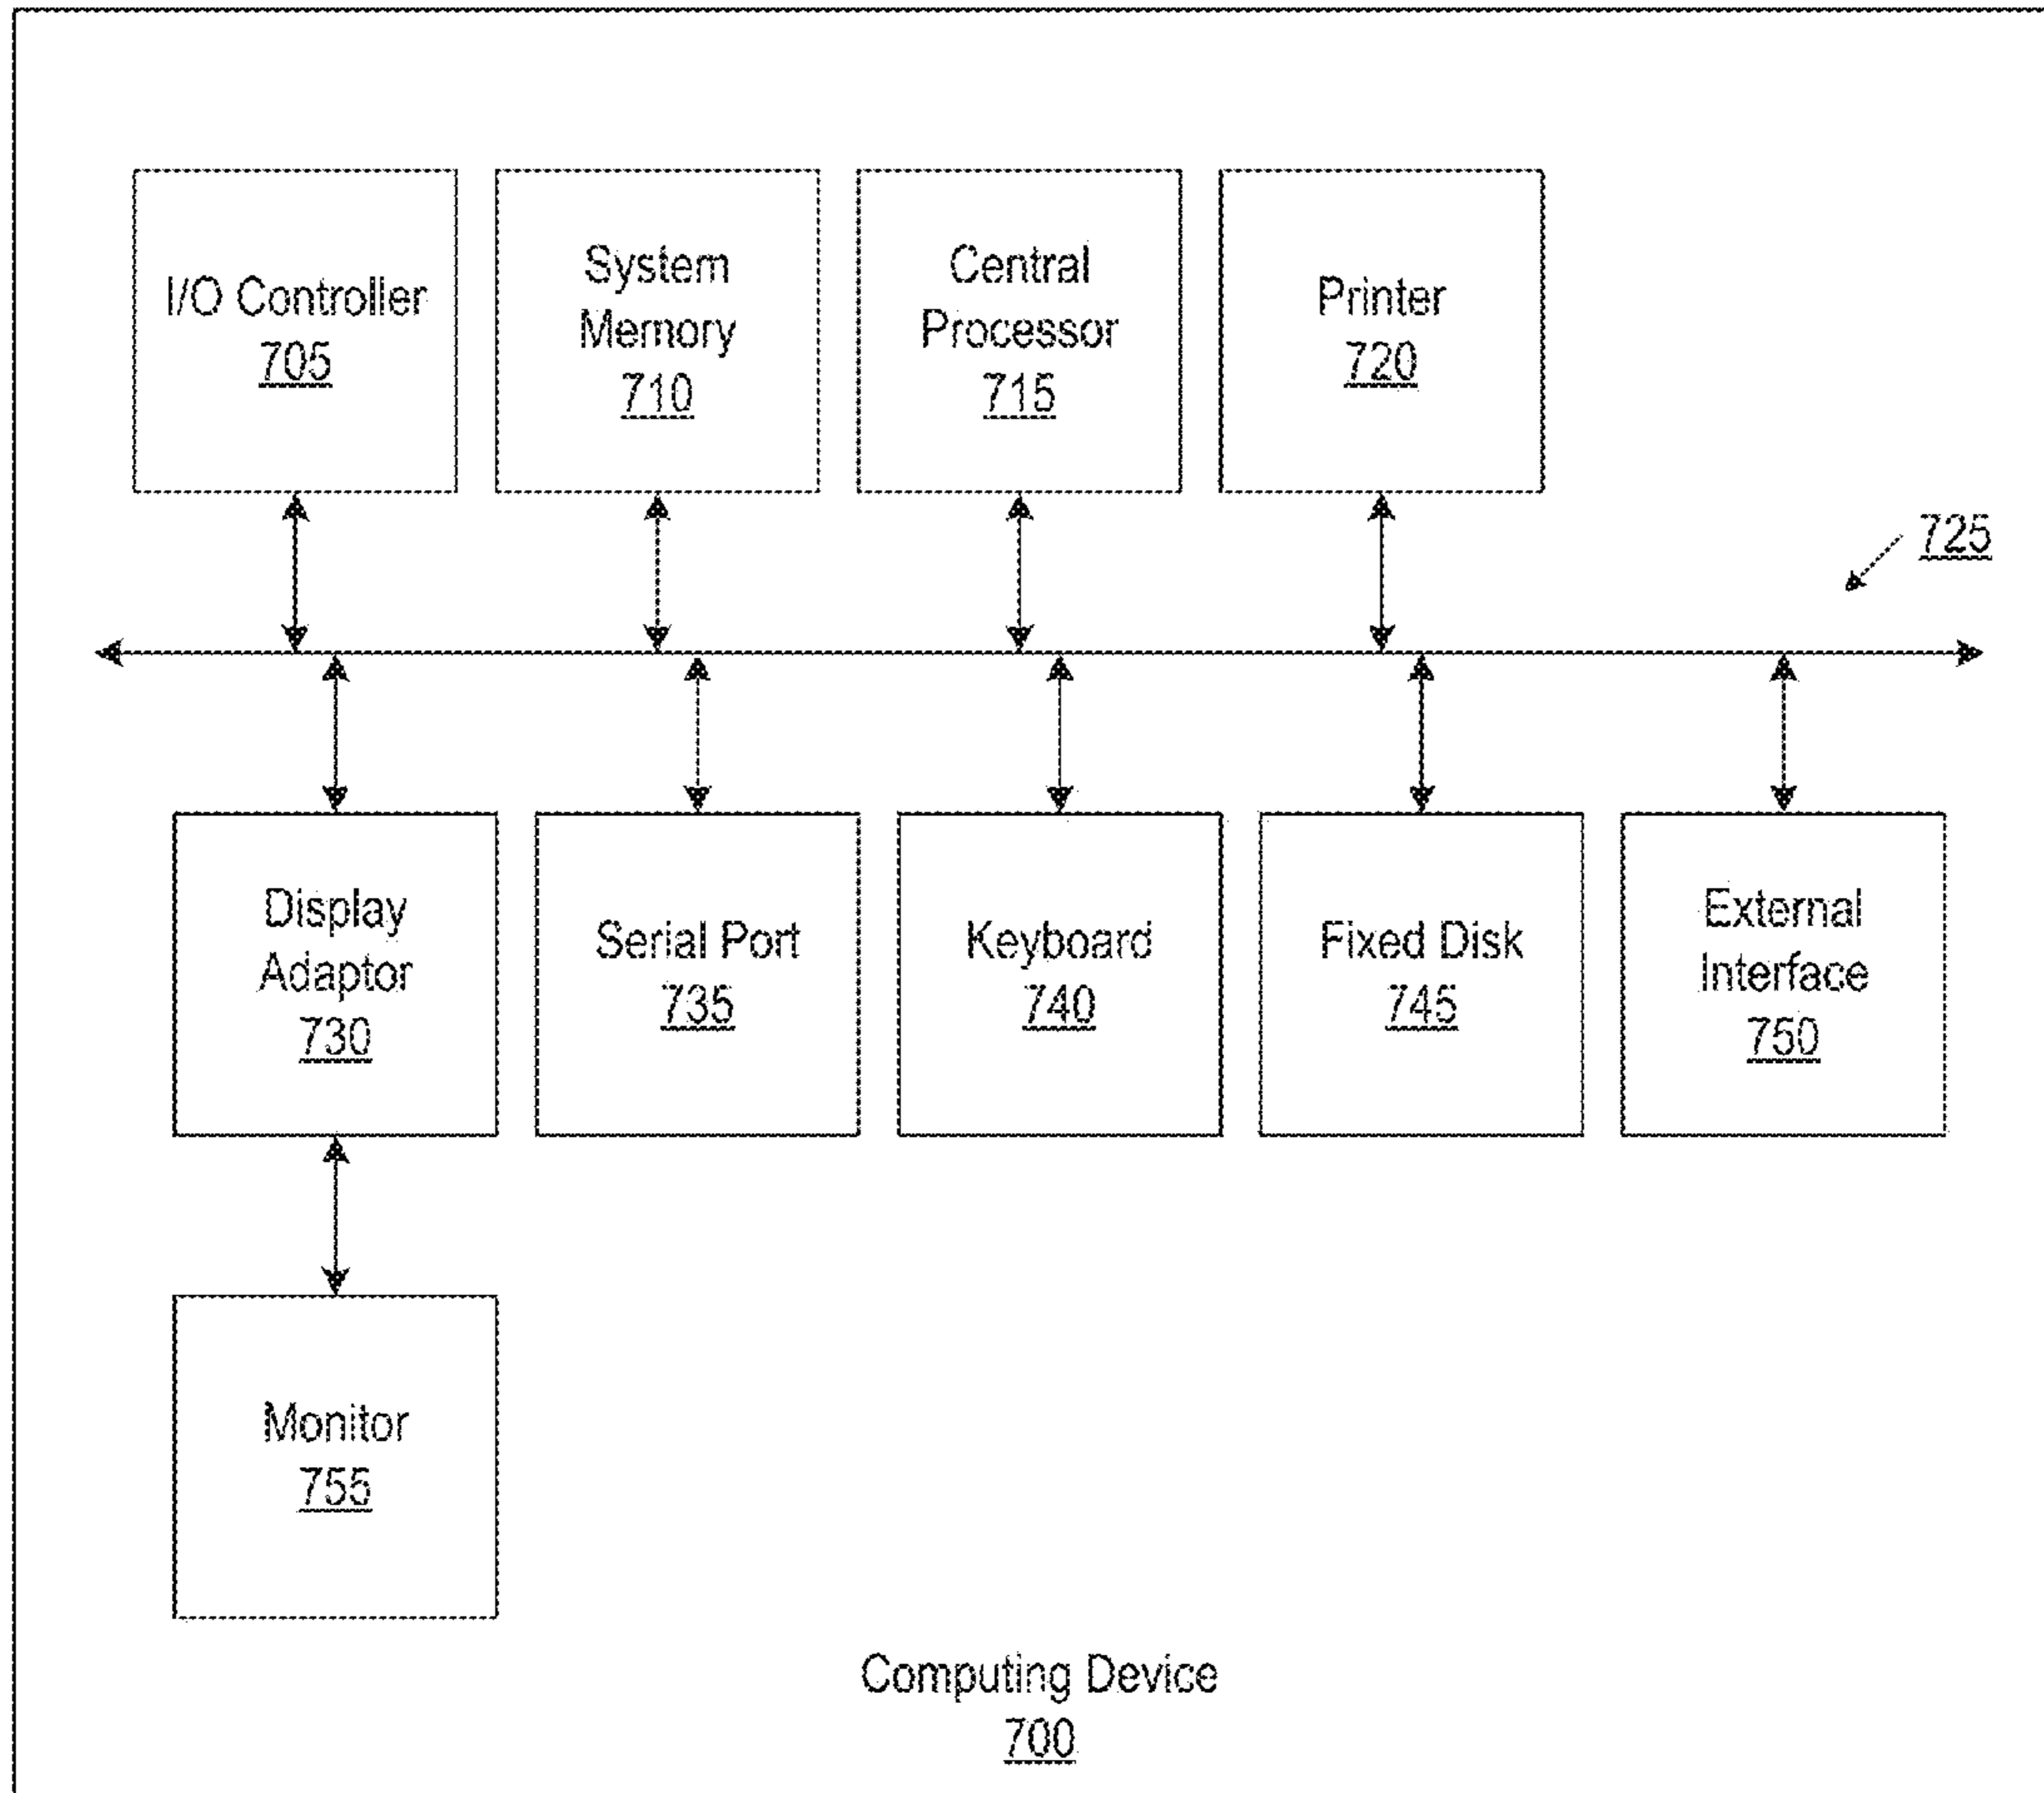 I/O Controller
705
System
Memory
710
Central
Processor
715
Printer
720
725
Display
Adaptor
730
Serial Port
735
Keyboard
740
Fixed Disk
745
External
Interface
750
Monitor
755
Computing Device
700